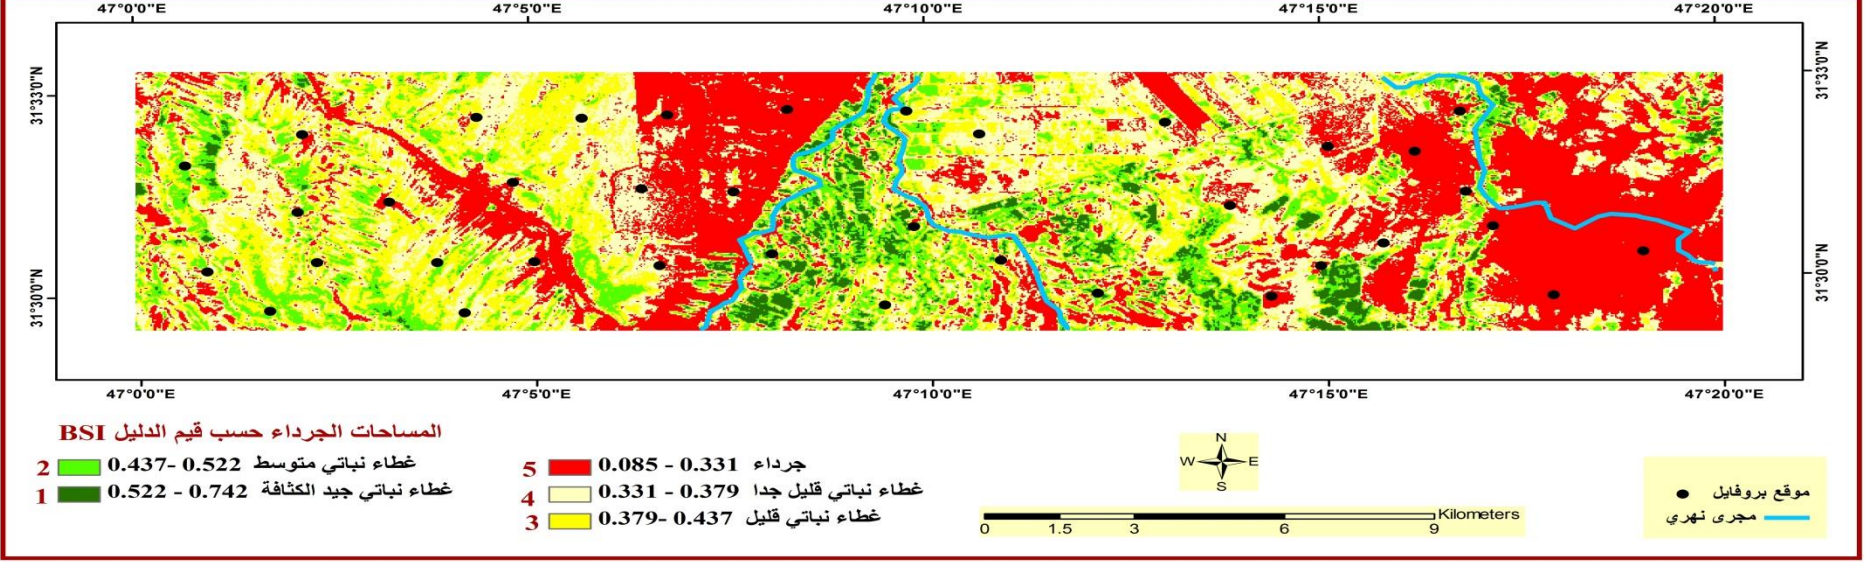 47°0'0"E 47°5'0"E 47°10'0"E 47°15'0"E 47°20'0"E
31°33'0"N 31°33'0"N
31°30'0"N 31°30'0"N
47°0'0"E 47°5'0"E 47°10'0"E 47°15'0"E 47°20'0"E
المساحات الجرداء حسب قيم الدليل BSI
2 0.437- 0.522 غطاء نباتي متوسط
1 0.522 - 0.742 غطاء نباتي جيد الكثافة
5 0.085 - 0.331 جرداء
4 0.331 - 0.379 غطاء نباتي قليل جدا
3 0.379- 0.437 غطاء نباتي قليل
N
W E
S
Kilometers
0 1.5 3 6 9
موقع بروفايل
مجرى نهري